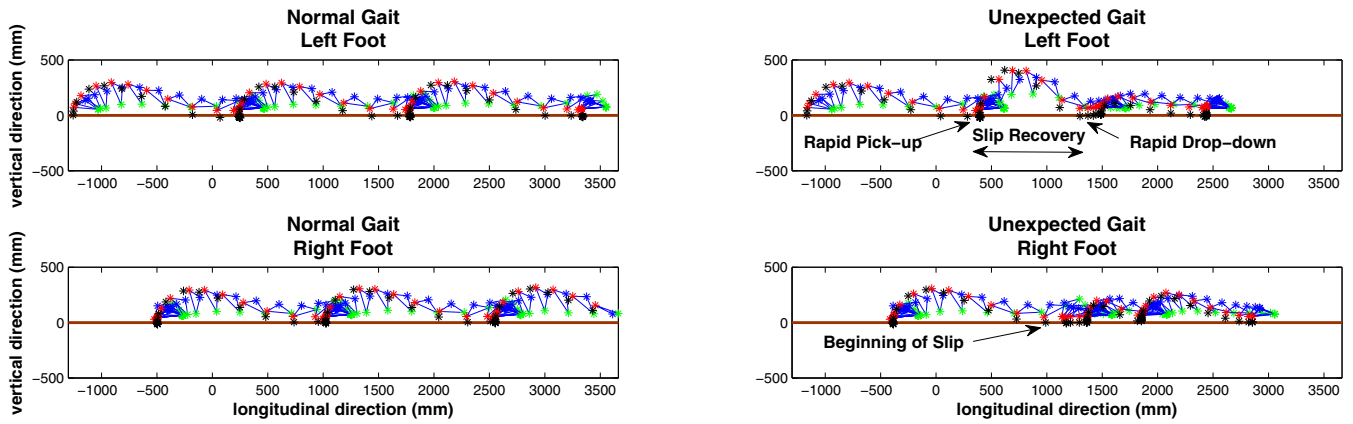 Normal Gait
Left Foot
vertical direction (mm)
500
0
−500
−1000 −500 0 500 1000 1500 2000 2500 3000 3500
Unexpected Gait
Left Foot
500
0
−500
Rapid Pick−up
Slip Recovery
Rapid Drop−down
−1000 −500 0 500 1000 1500 2000 2500 3000 3500
Normal Gait
Right Foot
vertical direction (mm)
500
0
−500
−1000 −500 0 500 1000 1500 2000 2500 3000 3500
longitudinal direction (mm)
Unexpected Gait
Right Foot
500
0
−500
Beginning of Slip
−1000 −500 0 500 1000 1500 2000 2500 3000 3500
longitudinal direction (mm)